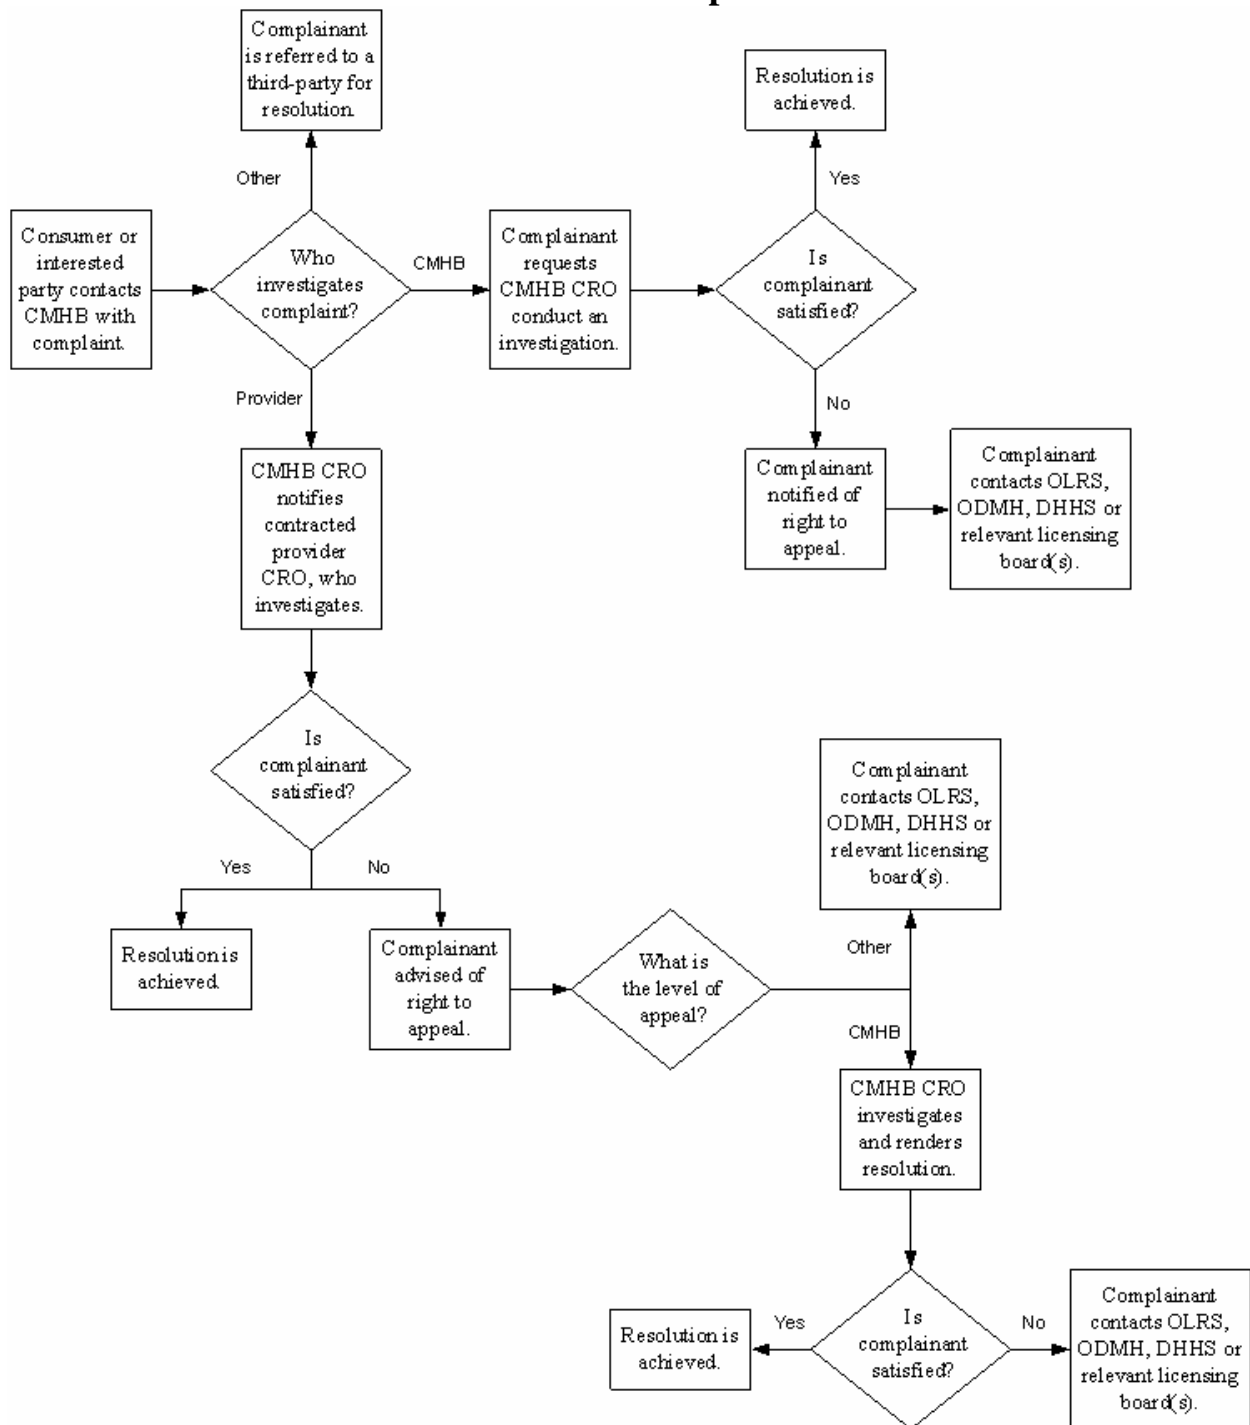 Complainant
is referred to a
third-party for
resolution.
Resolution is
achieved.
Other
Yes
Consumer or
interested
party contacts
CMHB with
complaint.
Who
investigates
complaint?
CMHB
Complainant
requests
CMHB CRO
conduct an
investigation.
Is
complainant
satisfied?
Provider
No
CMHB CRO
notifies
contracted
provider
CRO, who
investigates.
Complainant
notified of
right to
appeal.
Complainant
contacts OLRS,
ODMH, DHHS or
relevant licensing
board(s).
Is
complainant
satisfied?
Yes
No
Resolution is
achieved.
Complainant
advised of
right to
appeal.
What is
the level of
appeal?
Complainant
contacts OLRS,
ODMH, DHHS or
relevant licensing
board(s).
Other
CMHB
CMHB CRO
investigates
and renders
resolution.
Resolution is
achieved.
Yes
Is
complainant
satisfied?
No
Complainant
contacts OLRS,
ODMH, DHHS or
relevant licensing
board(s).